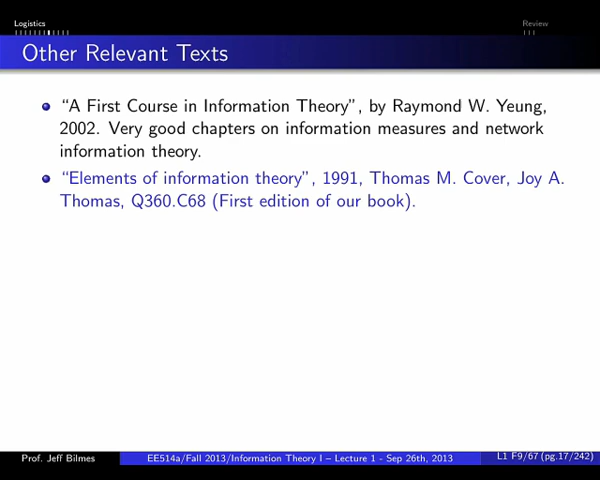 Logistics
Review
Other Relevant Texts
“A First Course in Information Theory”, by Raymond W. Yeung,
2002. Very good chapters on information measures and network
information theory.
“Elements of information theory”, 1991, Thomas M. Cover, Joy A.
Thomas, Q360.C68 (First edition of our book).
Prof. Jeff Bilmes
EE514a/Fall 2013/Information Theory I – Lecture 1 - Sep 26th, 2013
L1 F9/67 (pg.17/242)